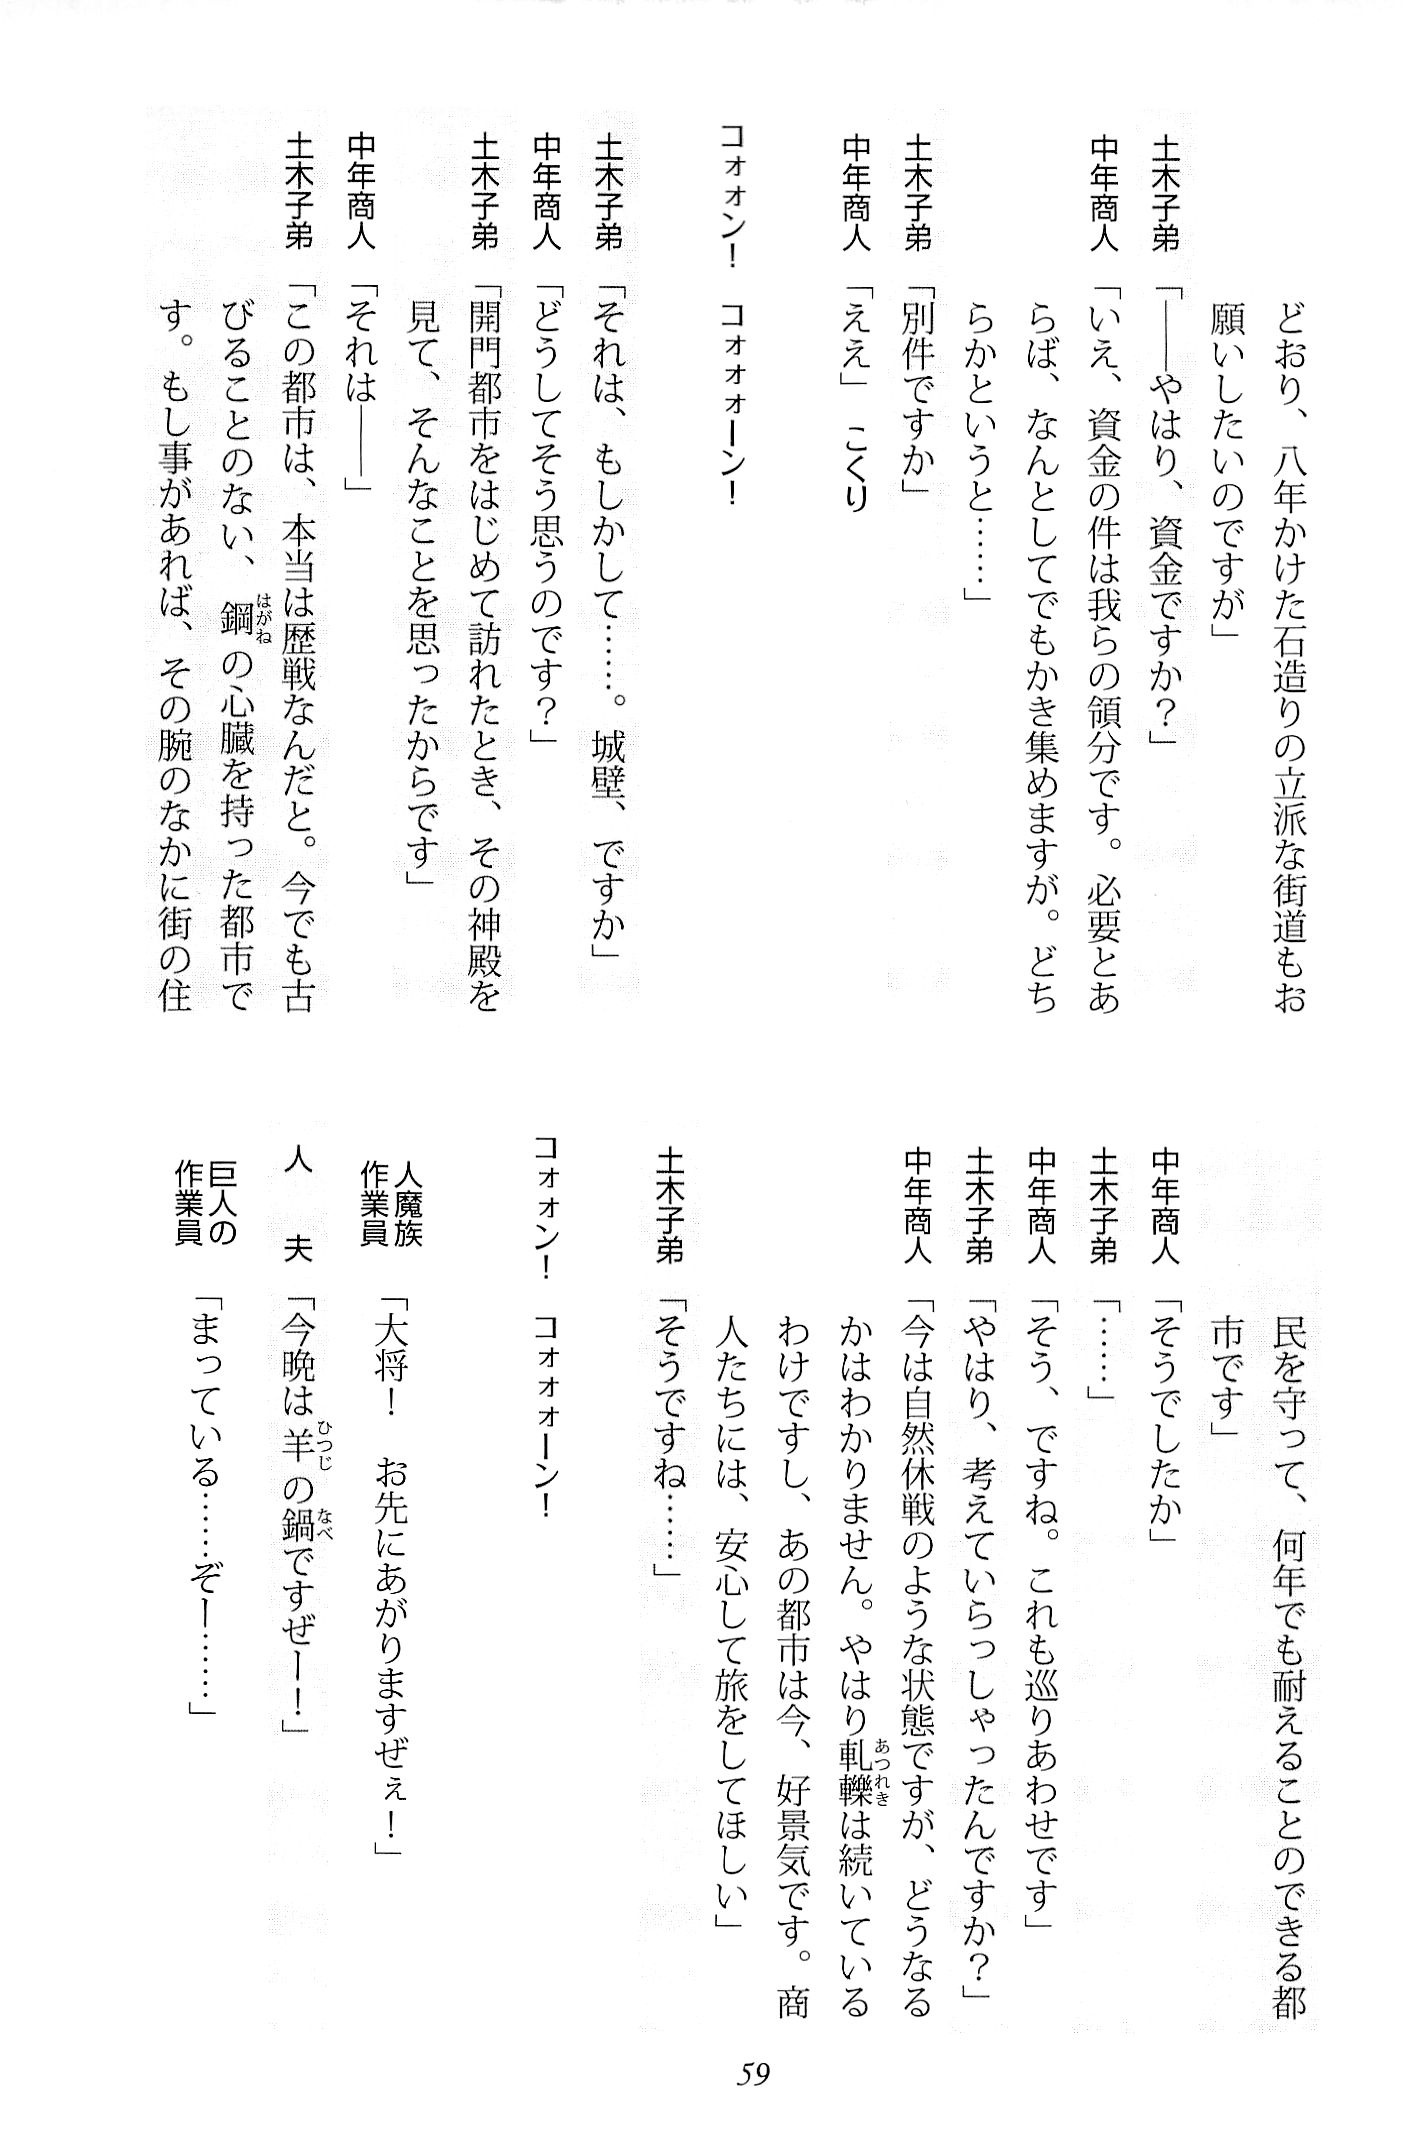 どおり、八年かけた石造りの立派な街道もお
願いしたいのですが」
土木子弟「――やはり、資金ですか？」
中年商人「いえ、資金の件は我らの領分です。必要とあ
らば、なんとしてでもかき集めますが。どち
らかというと……」
土木子弟「別件ですか」
中年商人「ええ」こくり
コォォン！　コォォォーン！
土木子弟「それは、もしかして……。城壁、ですか」
中年商人「どうしてそう思うのです？」
土木子弟「開門都市をはじめて訪れたとき、その神殿を
見て、そんなことを思ったからです」
中年商人「それは――」
土木子弟「この都市は、本当は歴戦なんだと。今でも古
びることのない、鋼の心臓を持った都市で
はがね
す。もし事があれば、その腕のなかに街の住
民を守って、何年でも耐えることのできる都
市です」
中年商人「そうでしたか」
土木子弟「……」
中年商人「そう、ですね。これも巡りあわせです」
土木子弟「やはり、考えていらっしゃったんですか？」
中年商人「今は自然休戦のような状態ですが、どうなる
かはわかりません。やはり軋轢は続いている
あつれき
わけですし、あの都市は今、好景気です。商
人たちには、安心して旅をしてほしい」
土木子弟「そうですね……」
コォォン！　コォォォーン！
人魔族
作業員「大将！　お先にあがりますぜぇ！」
人　夫「今晩は羊の鍋ですぜー！」
ひつじ　なべ
巨人の
作業員「まっている……ぞー……」
59